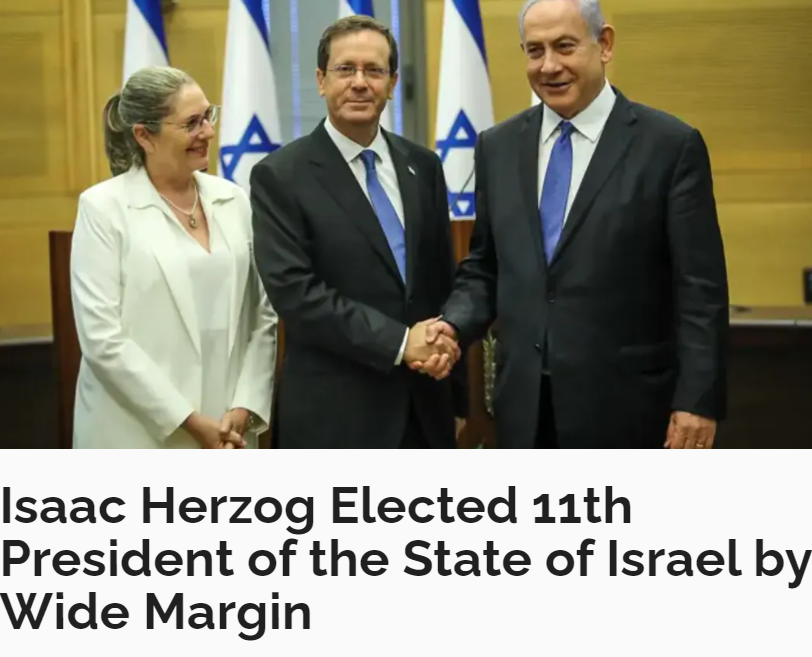 Isaac Herzog Elected 11th
President of the State of Israel by
Wide Margin